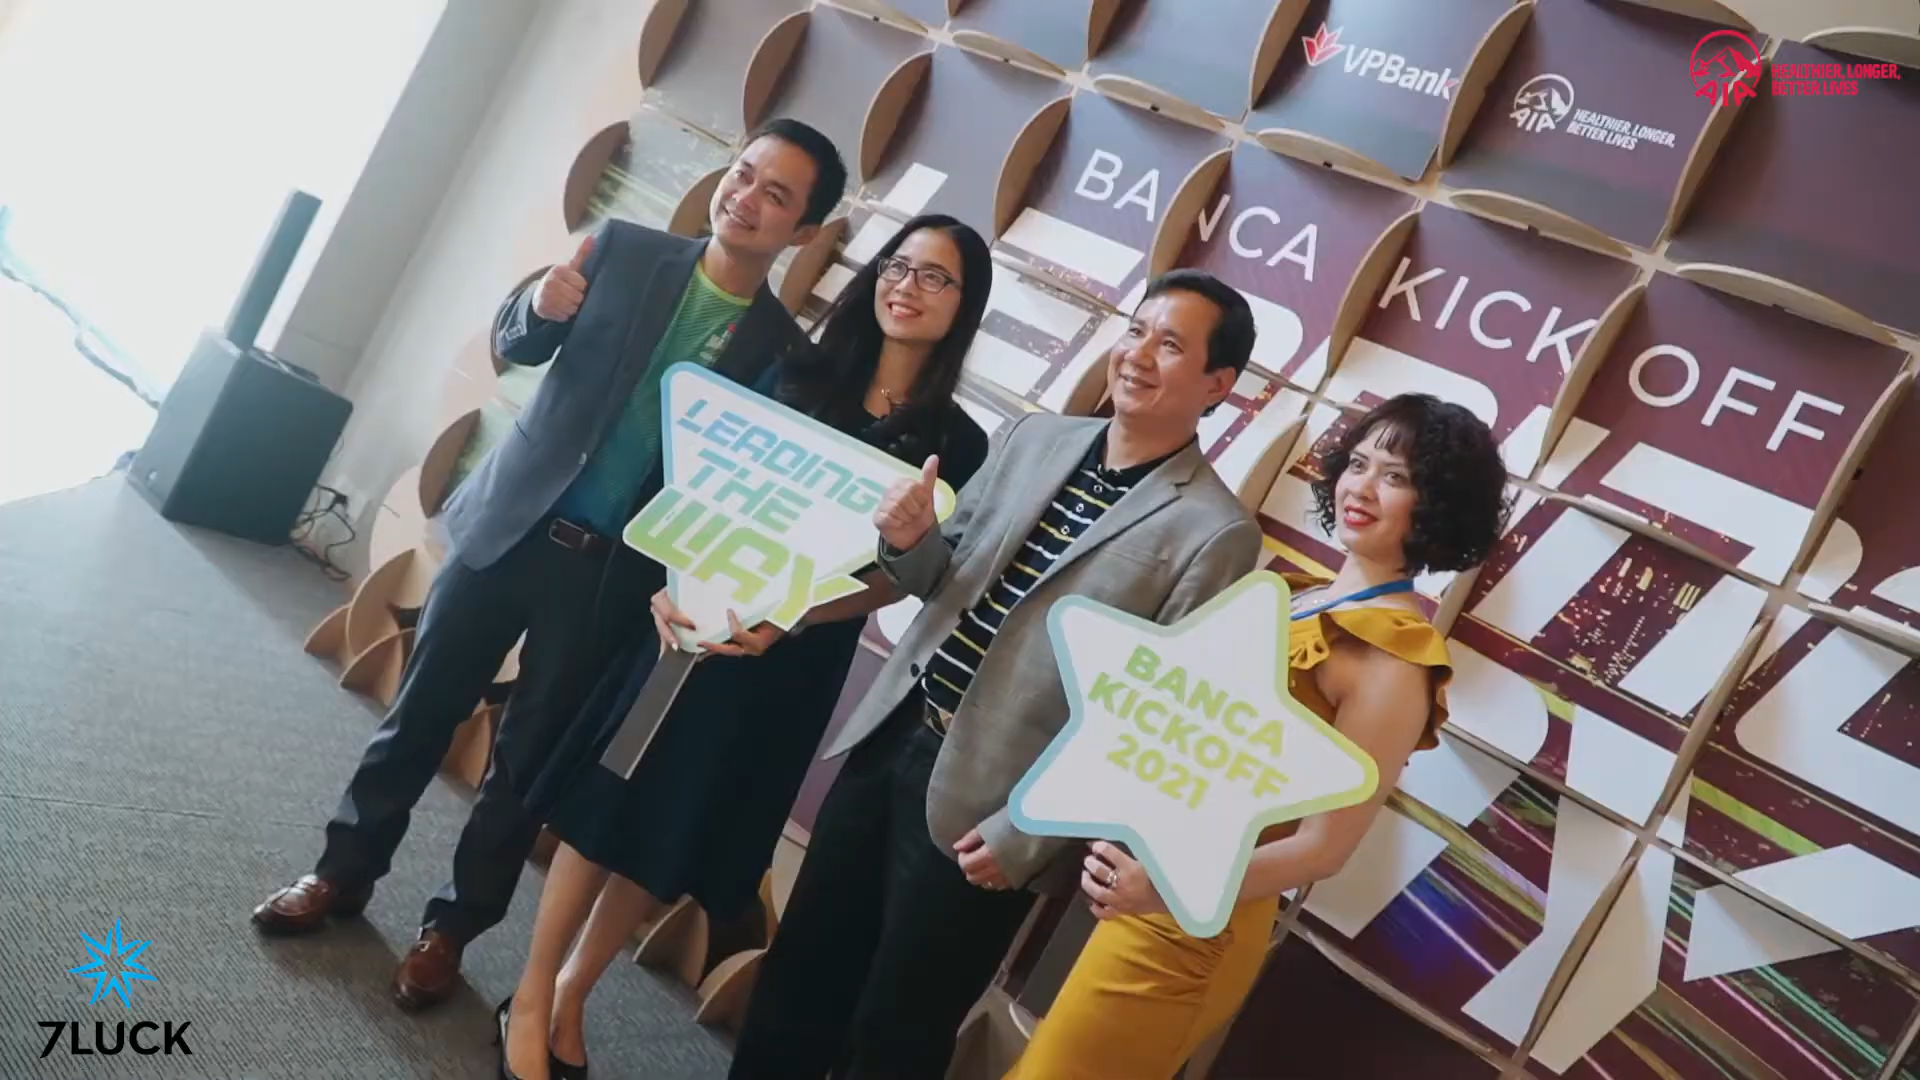 VPBank
AIA
HEALTHIER, LONGER,
BETTER LIVES
AIA
HEALTHIER, LONGER,
BETTER LIVES
BANCA KICK OFF
LEADING
THE
WAY
BANCA
KICKOFF
2021
7LUCK